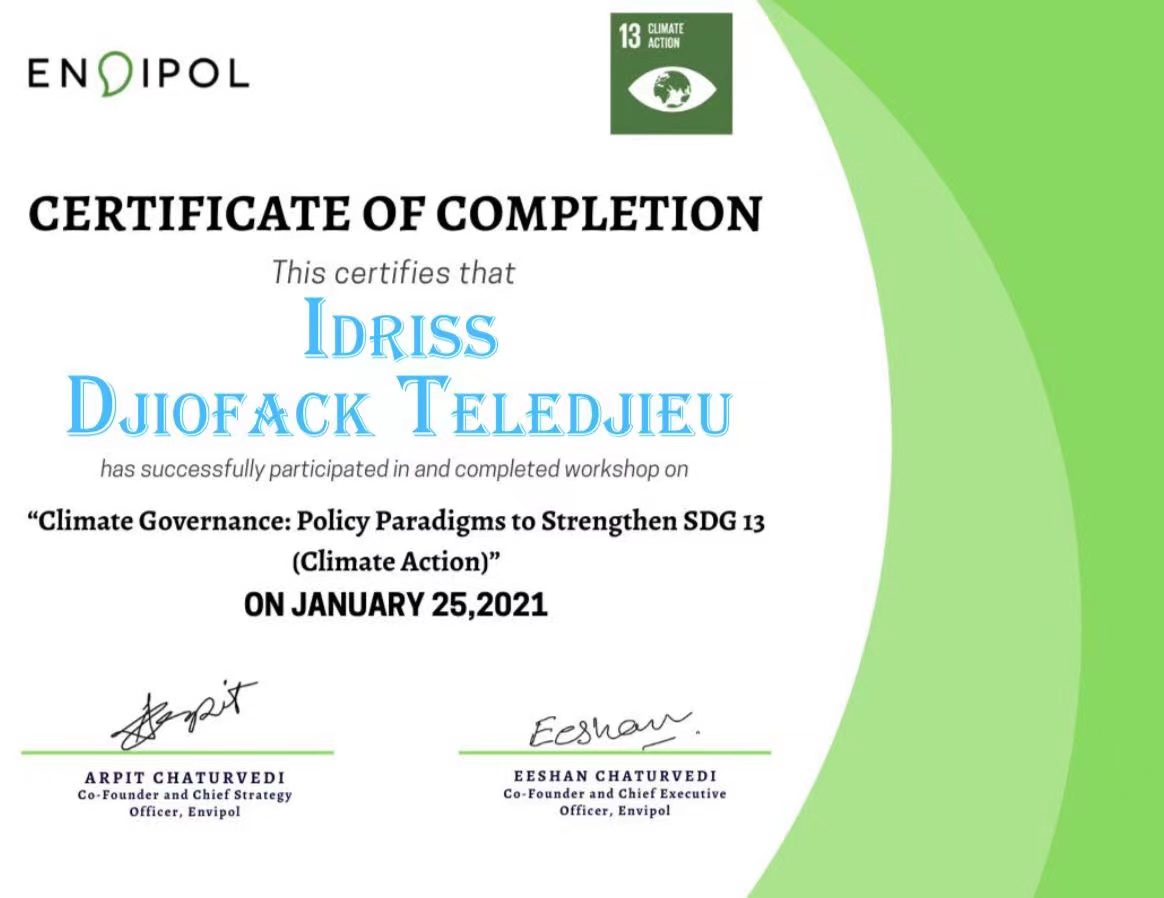 ENVIPOL
13 CLIMATE
ACTION
CERTIFICATE OF COMPLETION
This certifies that
IDRISS
DJIOFACK TELEDJIEU
has successfully participated in and completed workshop on
“Climate Governance: Policy Paradigms to Strengthen SDG 13
(Climate Action)”
ON JANUARY 25,2021
Arpit
Eeshan.
ARPIT CHATURVEDI
Co-Founder and Chief Strategy
Officer, Envipol
EESHAN CHATURVEDI
Co-Founder and Chief Executive
Officer, Envipol